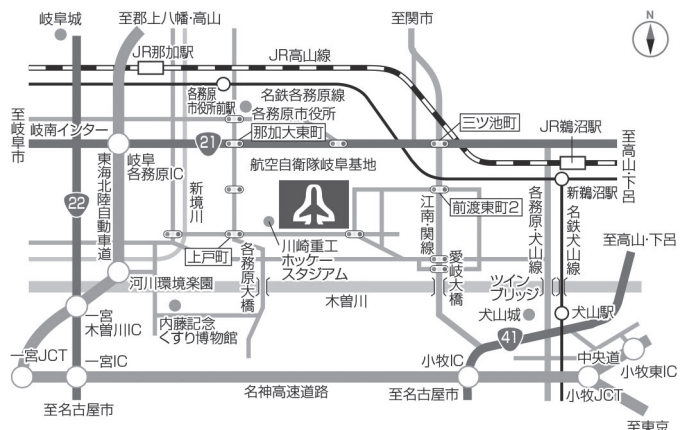 岐阜城
至郡上八幡・高山
至関市
N
JR那加駅
JR高山線
各務原
市役所前駅
名鉄各務原線
各務原市役所
至岐阜市
岐南インター
21
那加大東町
三ツ池町
JR鵜沼駅
至高山・下呂
岐阜
各務原IC
東海北陸自動車道
航空自衛隊岐阜基地
新境川
22
江南・関線
前渡東町2
各務原・犬山線
新鵜沼駅
名鉄犬山線
至高山・下呂
上戸町
各務原大橋
川崎重工
ホッケー
スタジアム
愛岐大橋
河川環境楽園
木曽川
ツイン
ブリッジ
一宮
木曽川IC
内藤記念
くすり博物館
犬山城
犬山駅
41
一宮JCT
一宮IC
小牧IC
中央道
小牧東IC
名神高速道路
至名古屋市
至名古屋市
小牧JCT
至東京